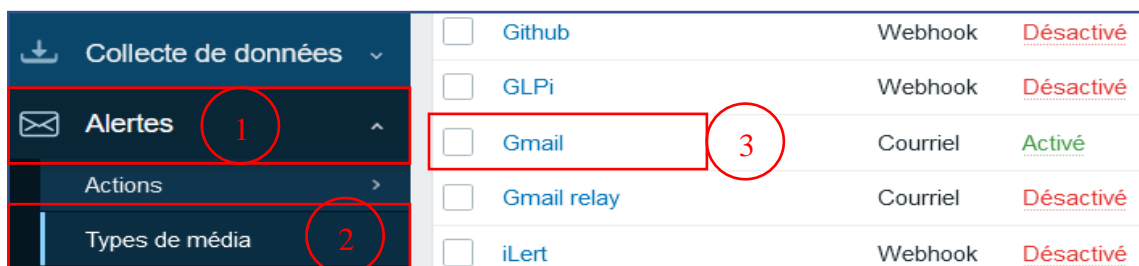 Collecte de données
Alertes 1
Actions
Types de média 2
Github Webhook Désactivé
GLPi Webhook Désactivé
Gmail 3 Courriel Activé
Gmail relay Courriel Désactivé
iLert Webhook Désactivé